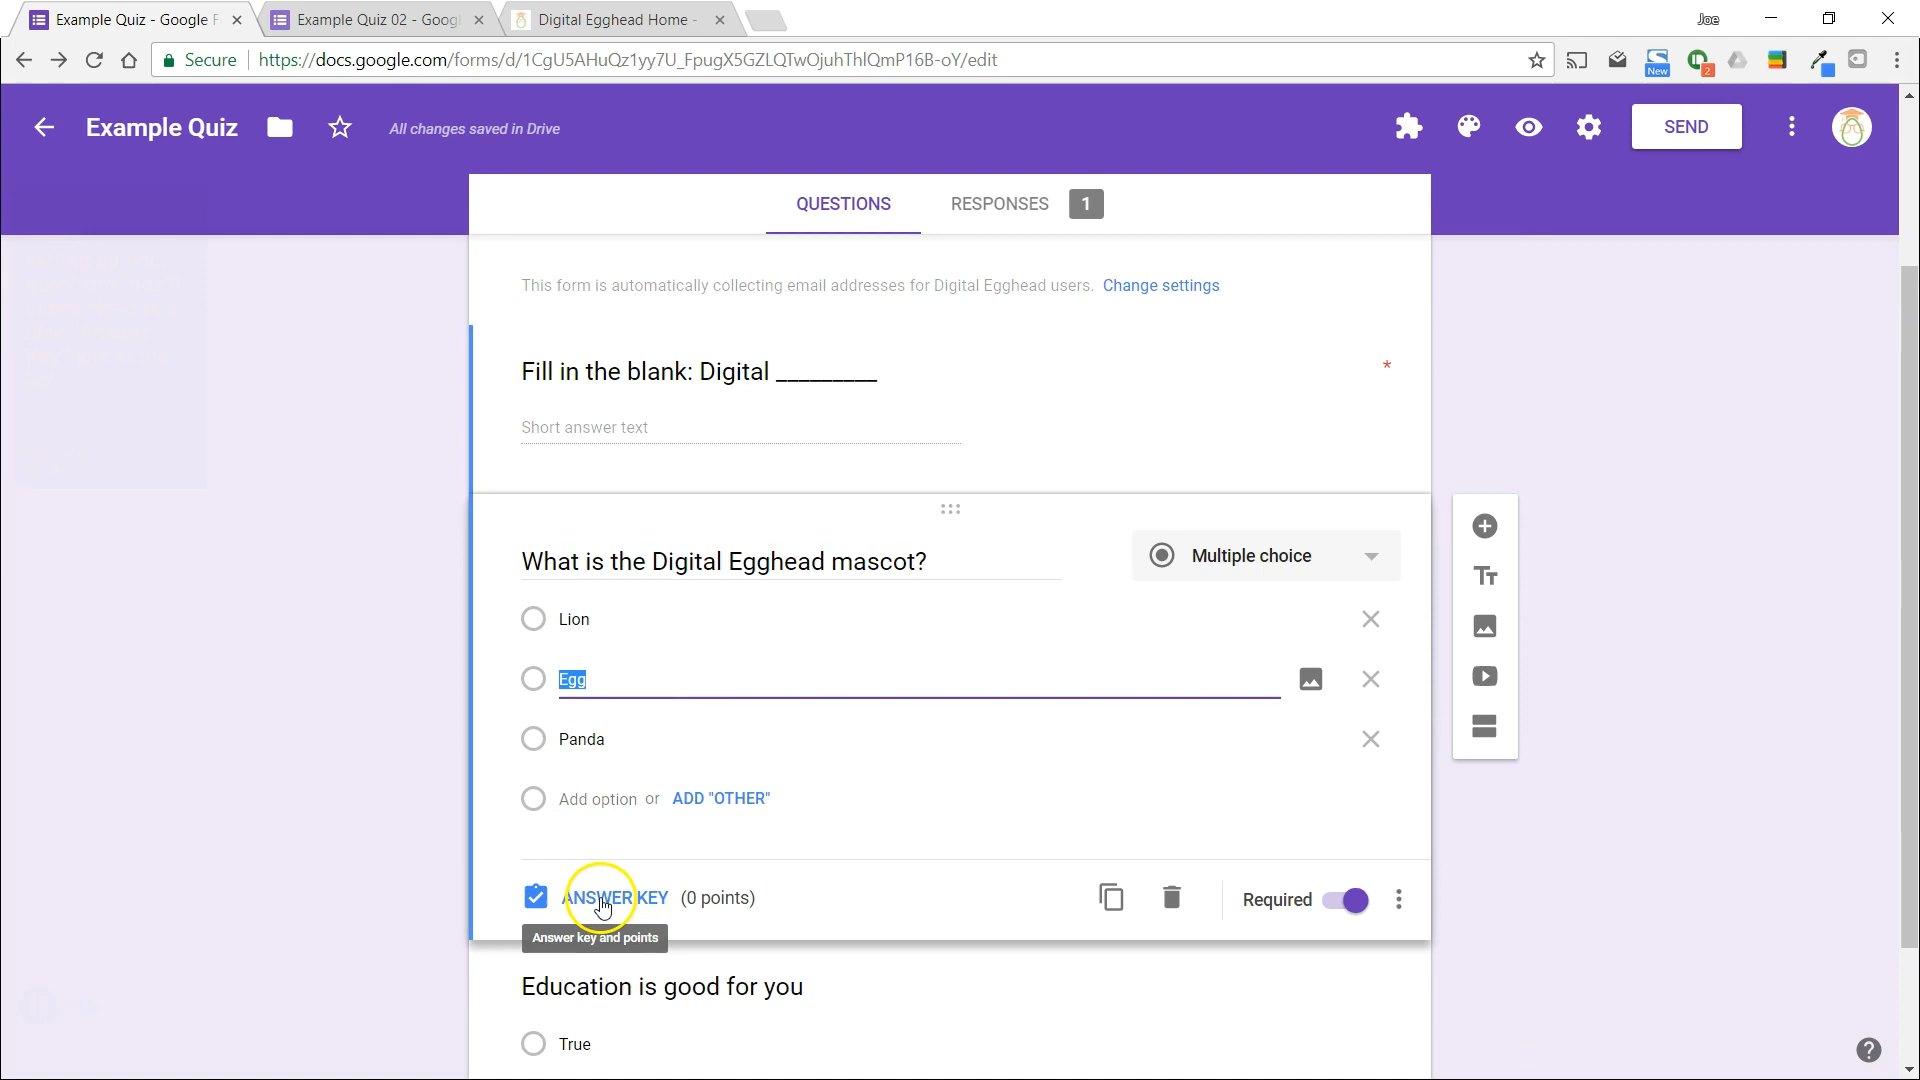 Example Quiz - Google F
Example Quiz 02 - Goog
Digital Egghead Home -
Joe
Secure
https://docs.google.com/forms/d/1CgU5AHuQz1yy7U_FpugX5GZLQTwOjuhThlQmP16B-oY/edit
New
2
Example Quiz
All changes saved in Drive
SEND
QUESTIONS
RESPONSES
1
This form is automatically collecting email addresses for Digital Egghead users. Change settings
Fill in the blank: Digital _________
*
Short answer text
What is the Digital Egghead mascot?
Multiple choice
Lion
Egg
Panda
Add option or ADD "OTHER"
ANSWER KEY (0 points)
Required
Answer key and points
Education is good for you
True